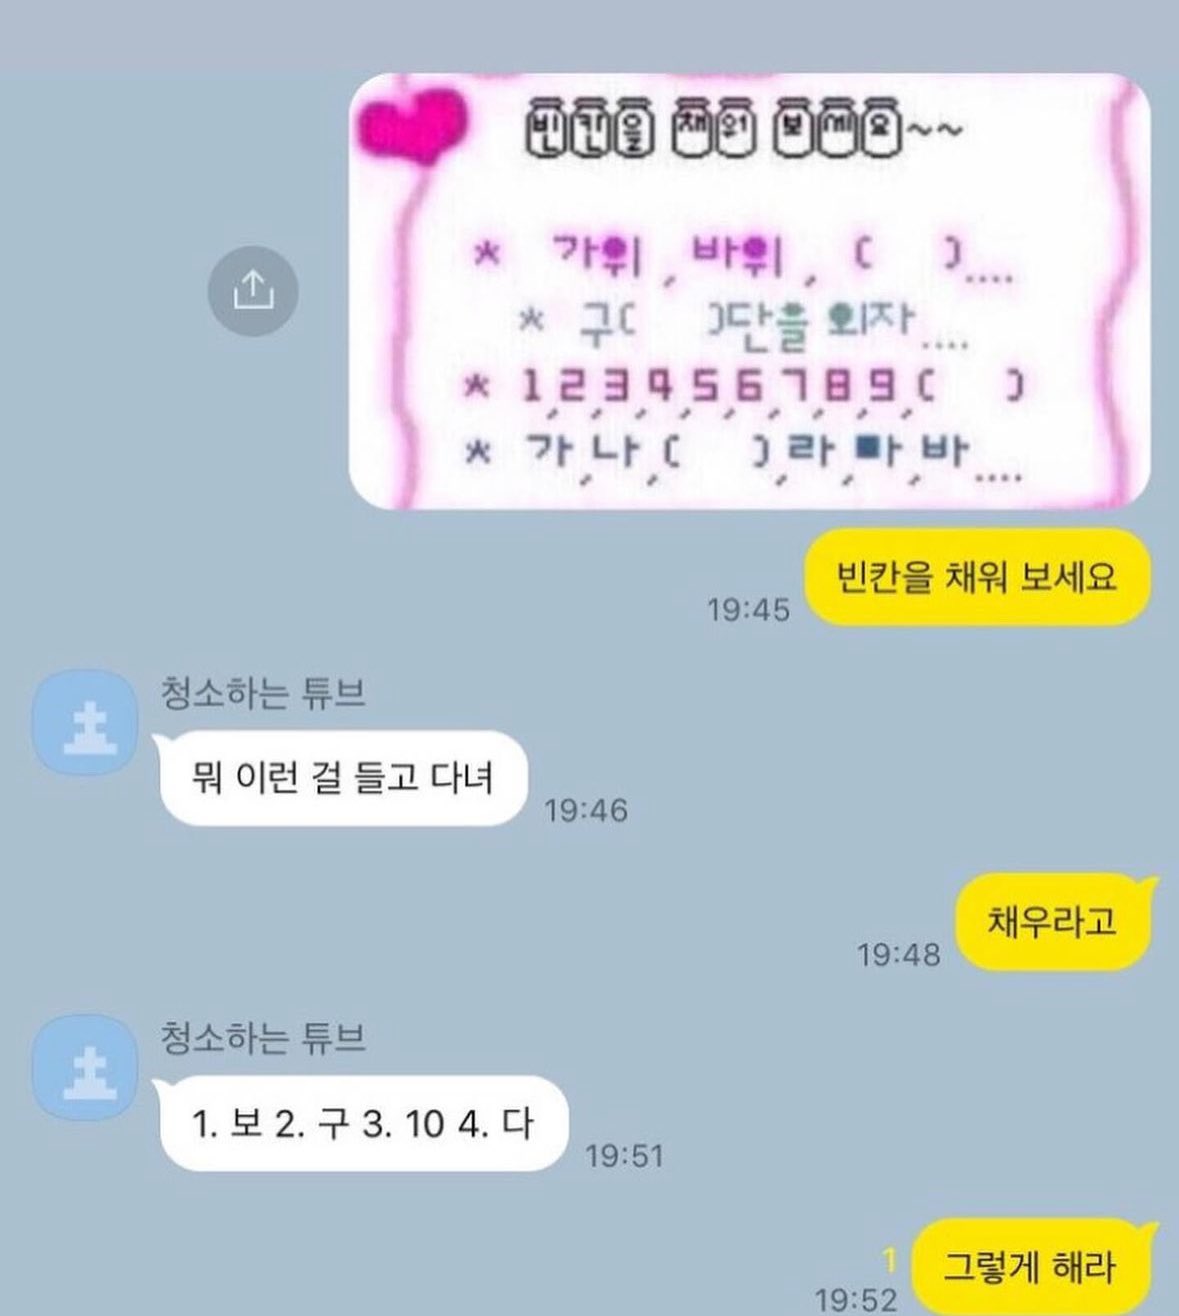 빈칸을 채워 보세요~~
* 가위, 바위, (    )....
* 구(    )단을 외자....
* 1,2,3,4,5,6,7,8,9,(    )
* 가,나,(    ),라,마,바....
빈칸을 채워 보세요
19:45
청소하는 튜브
뭐 이런 걸 들고 다녀
19:46
채우라고
19:48
청소하는 튜브
1. 보 2. 구 3. 10 4. 다
19:51
그렇게 해라
1
19:52